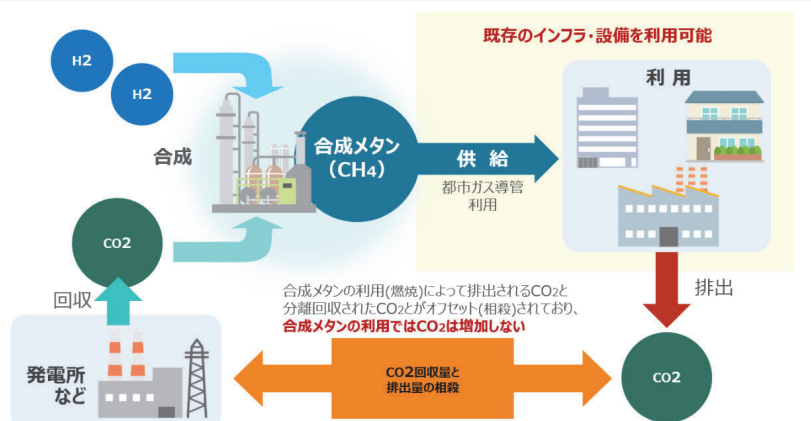 既存のインフラ・設備を利用可能
H2
H2
合成
合成メタン
（CH4）
供 給
都市ガス導管
利用
利 用
CO2
回収
排出
合成メタンの利用(燃焼)によって排出されるCO₂と
分離回収されたCO₂とがオフセット(相殺)されており、
合成メタンの利用ではCO₂は増加しない
発電所
など
CO2回収量と
排出量の相殺
CO2